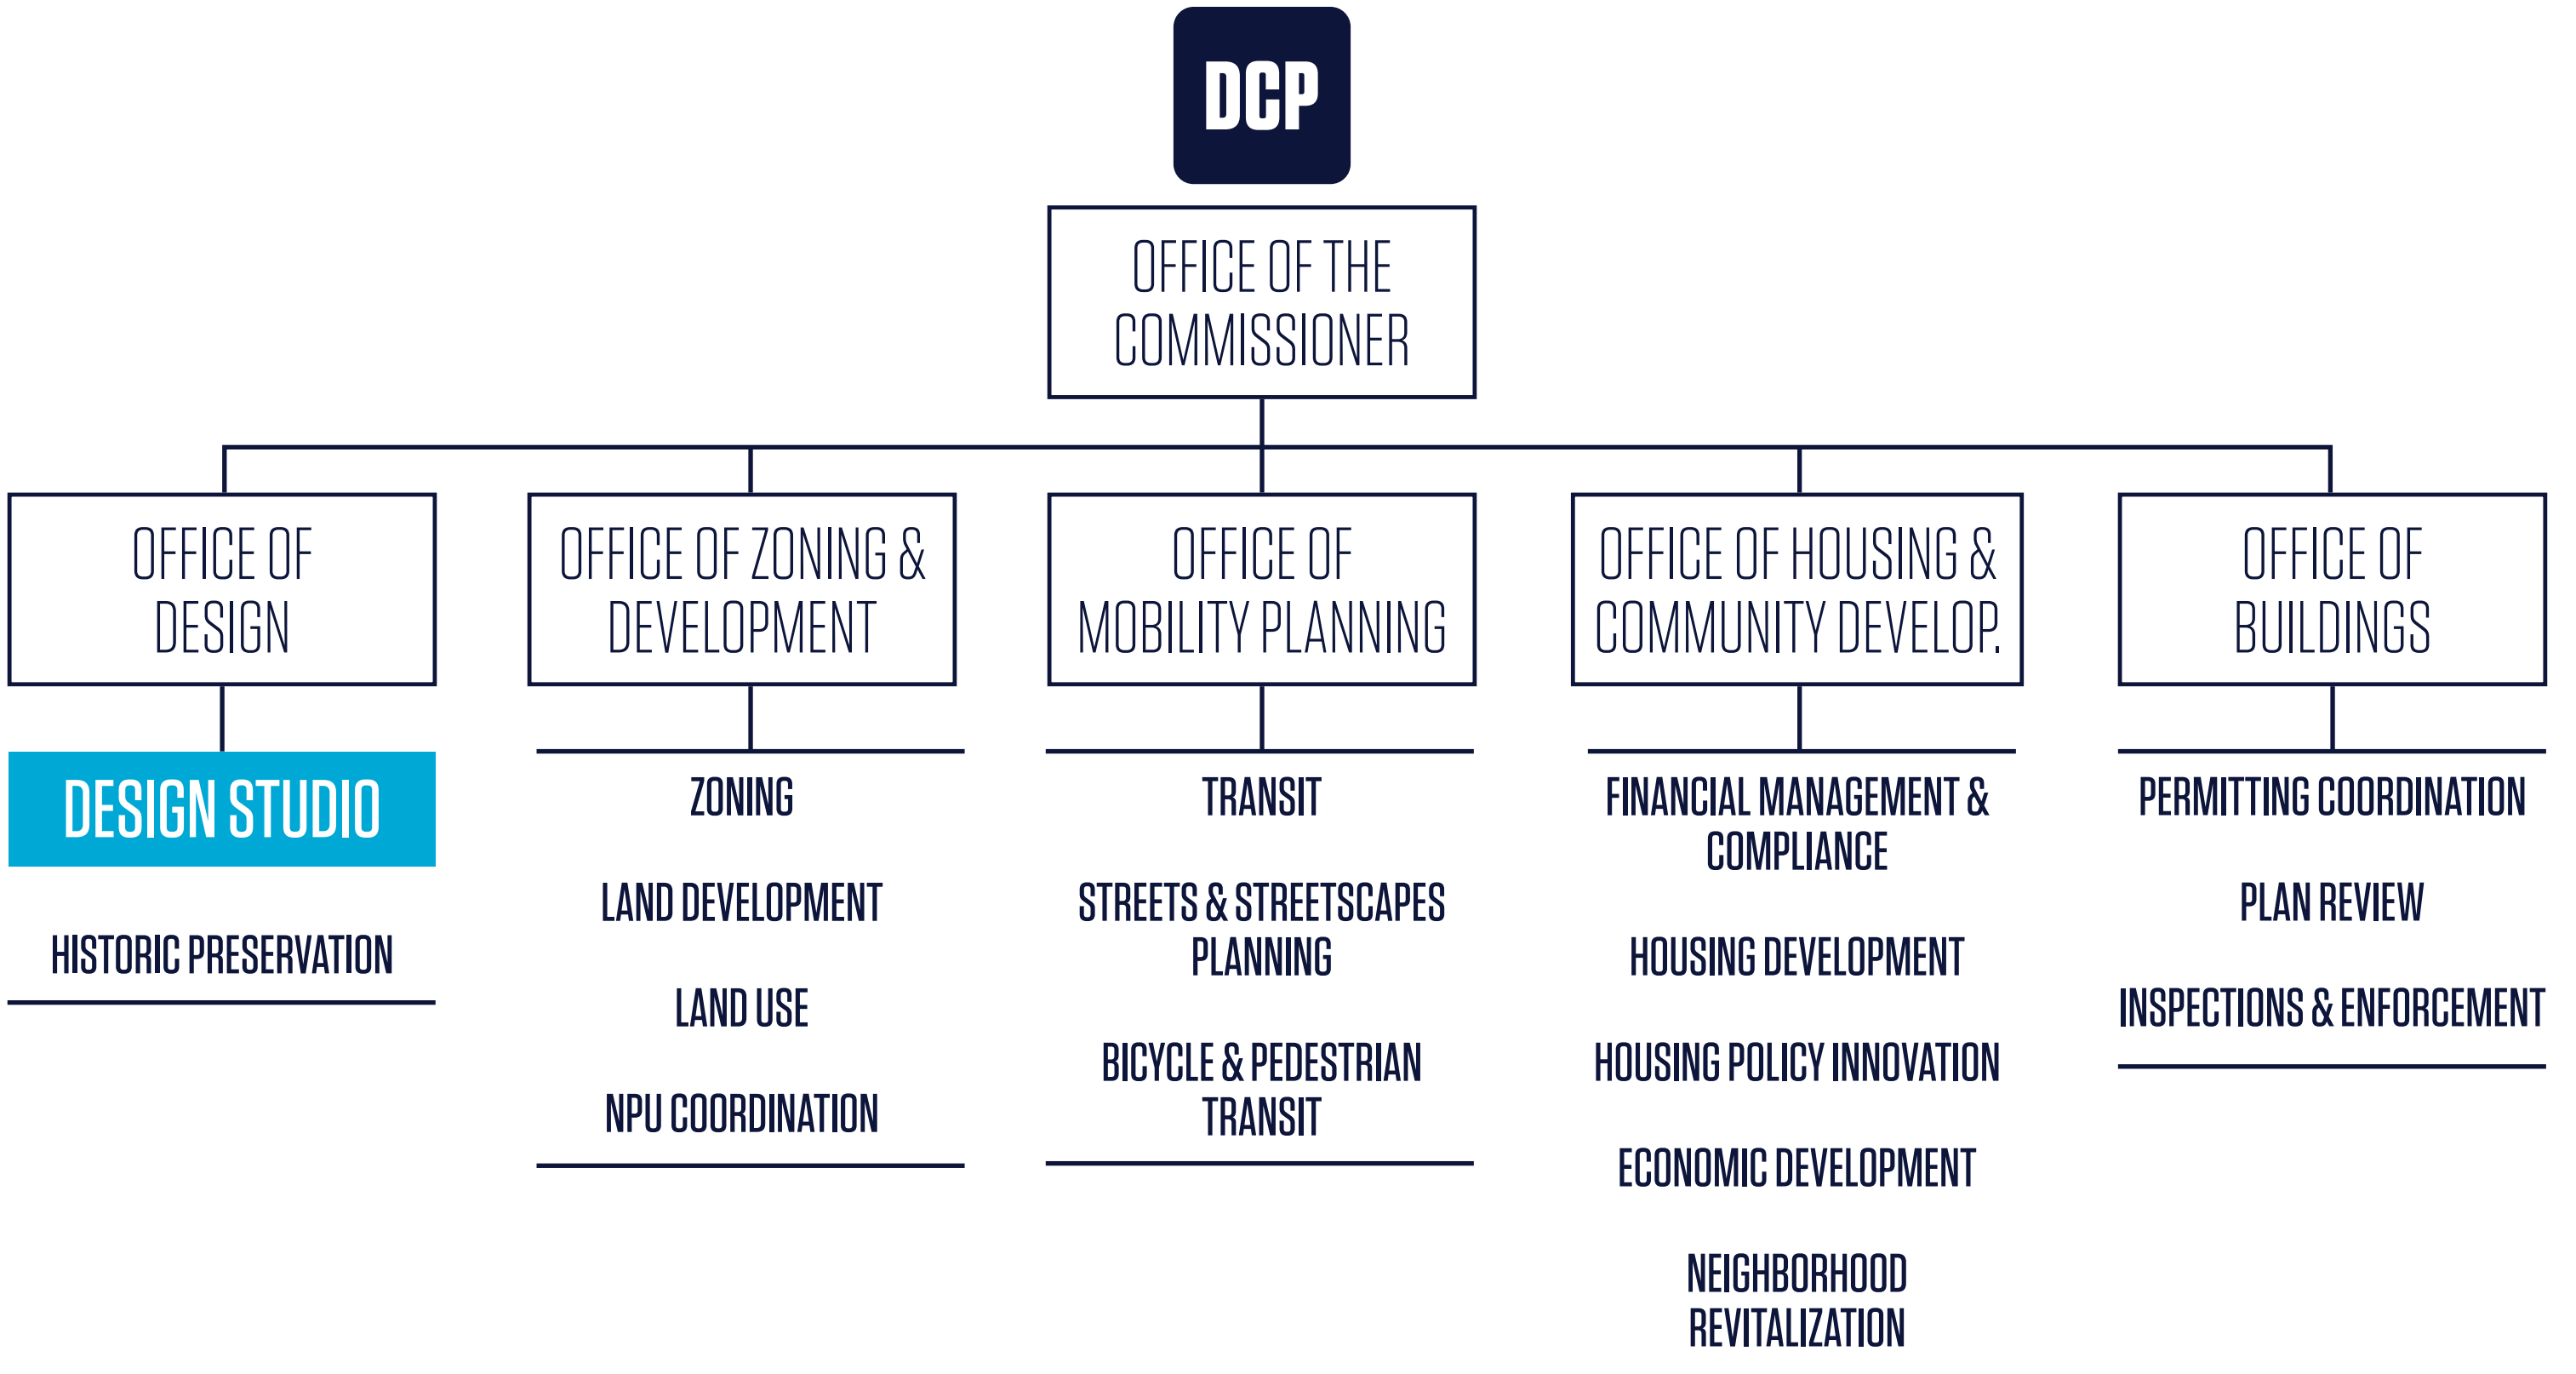 DCP
OFFICE OF THE
COMMISSIONER
OFFICE OF
DESIGN
DESIGN STUDIO
HISTORIC PRESERVATION
OFFICE OF ZONING &
DEVELOPMENT
ZONING
LAND DEVELOPMENT
LAND USE
NPU COORDINATION
OFFICE OF
MOBILITY PLANNING
TRANSIT
STREETS & STREETSCAPES
PLANNING
BICYCLE & PEDESTRIAN
TRANSIT
OFFICE OF HOUSING &
COMMUNITY DEVELOP.
FINANCIAL MANAGEMENT &
COMPLIANCE
HOUSING DEVELOPMENT
HOUSING POLICY INNOVATION
ECONOMIC DEVELOPMENT
NEIGHBORHOOD
REVITALIZATION
OFFICE OF
BUILDINGS
PERMITTING COORDINATION
PLAN REVIEW
INSPECTIONS & ENFORCEMENT